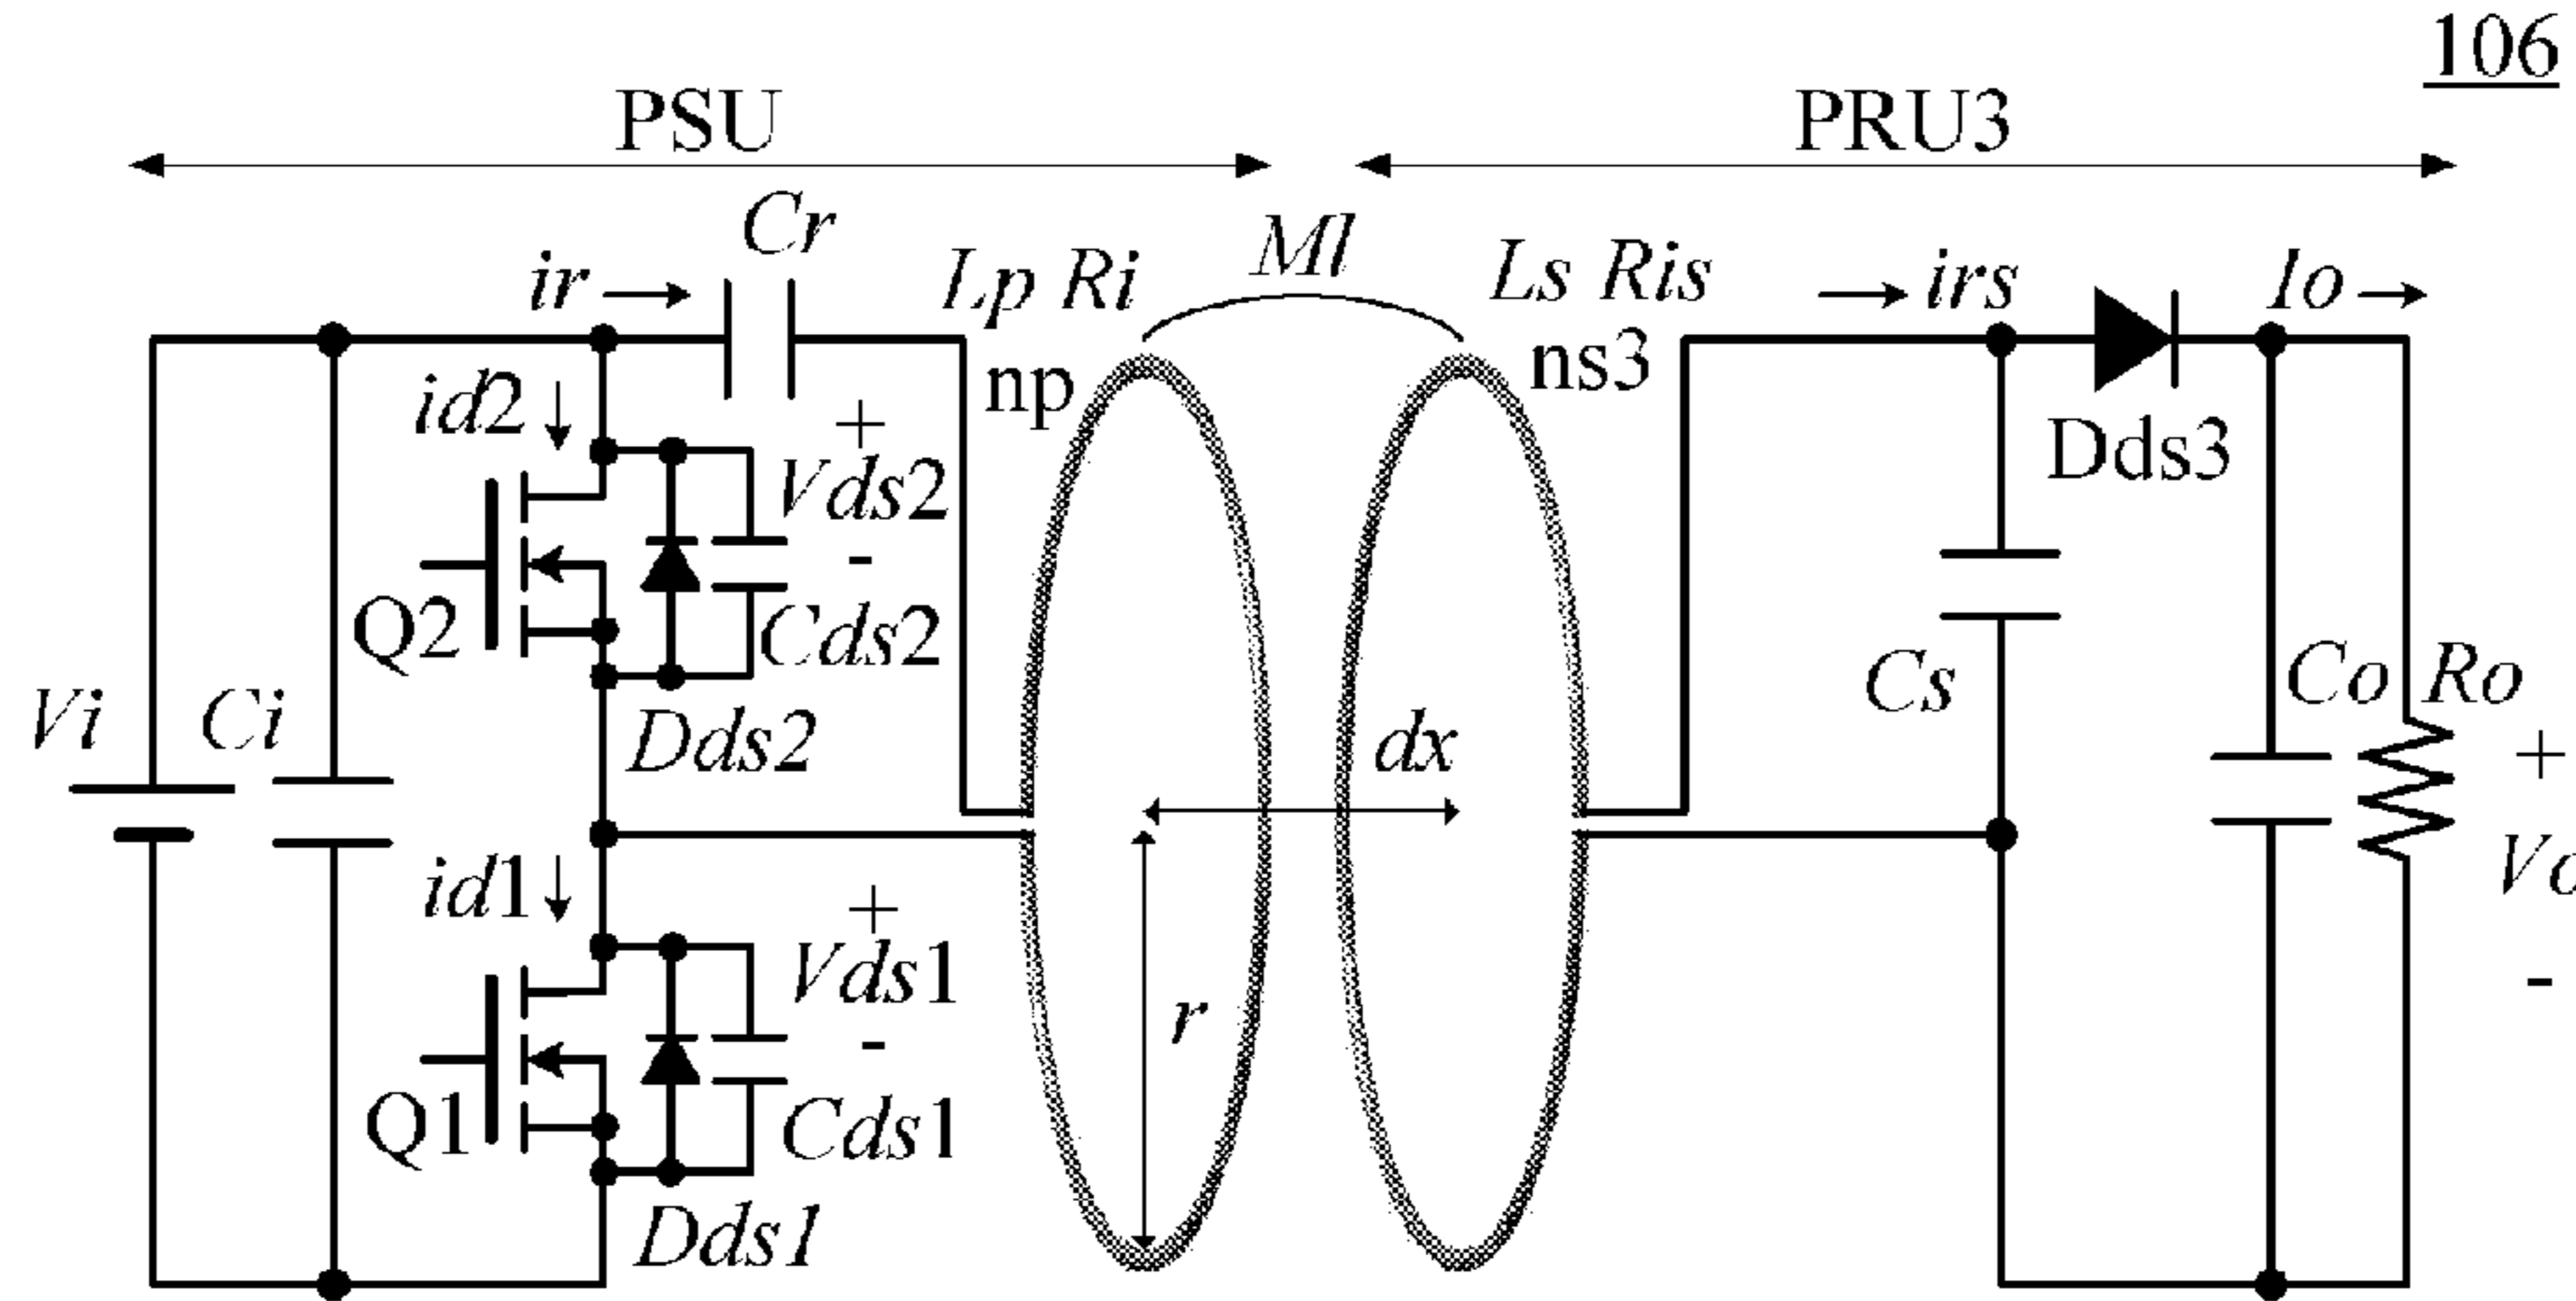 106
PSU
PRU3
Cr
Ml
ir
Lp Ri
Ls Ris
irs
Io
np
ns3
id2
+
Vds2
-
Dds3
Q2
Cds2
Vi
Ci
Dds2
dx
Cs
Co
Ro
+
Vo
-
id1
+
Vds1
-
r
Q1
Cds1
Dds1